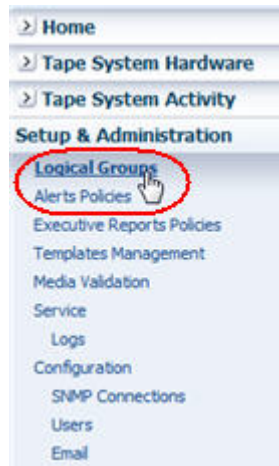 Home
Tape System Hardware
Tape System Activity
Setup & Administration
Logical Groups
Alerts Policies
Executive Reports Policies
Templates Management
Media Validation
Service
Logs
Configuration
SNMP Connections
Users
Email